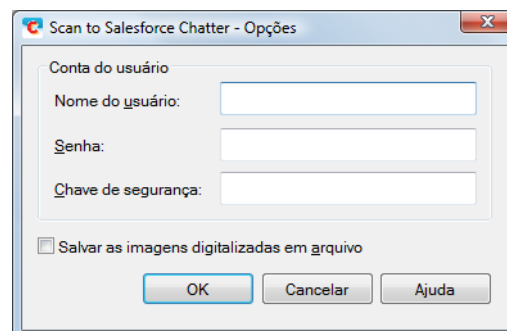 Scan to Salesforce Chatter - Opções
Conta do usuário
Nome do usuário:
Senha:
Chave de segurança:
Salvar as imagens digitalizadas em arquivo
OK Cancelar Ajuda